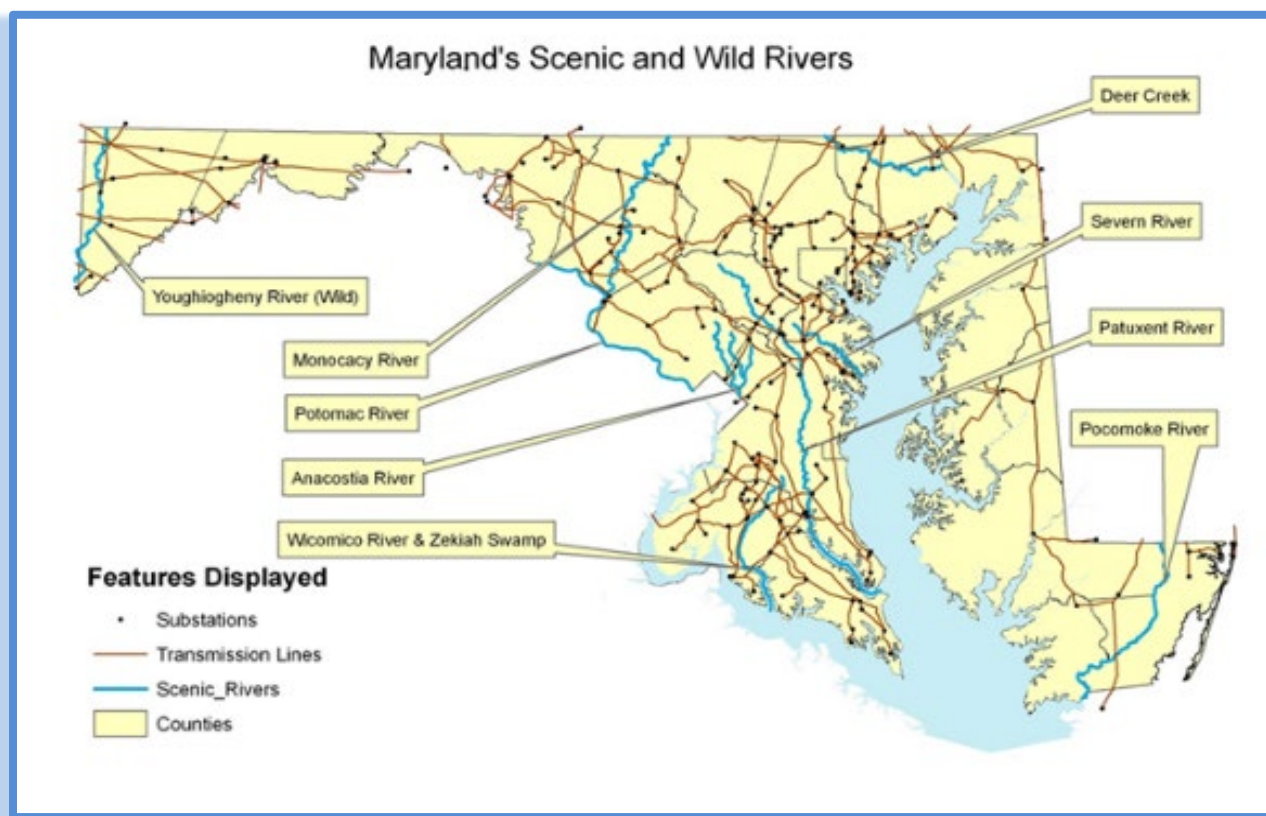 Maryland's Scenic and Wild Rivers
Deer Creek
Severn River
Youghiogheny River (Wild)
Patuxent River
Monocacy River
Potomac River
Pocomoke River
Anacostia River
Wicomico River & Zekiah Swamp
Features Displayed
Substations
Transmission Lines
Scenic_Rivers
Counties